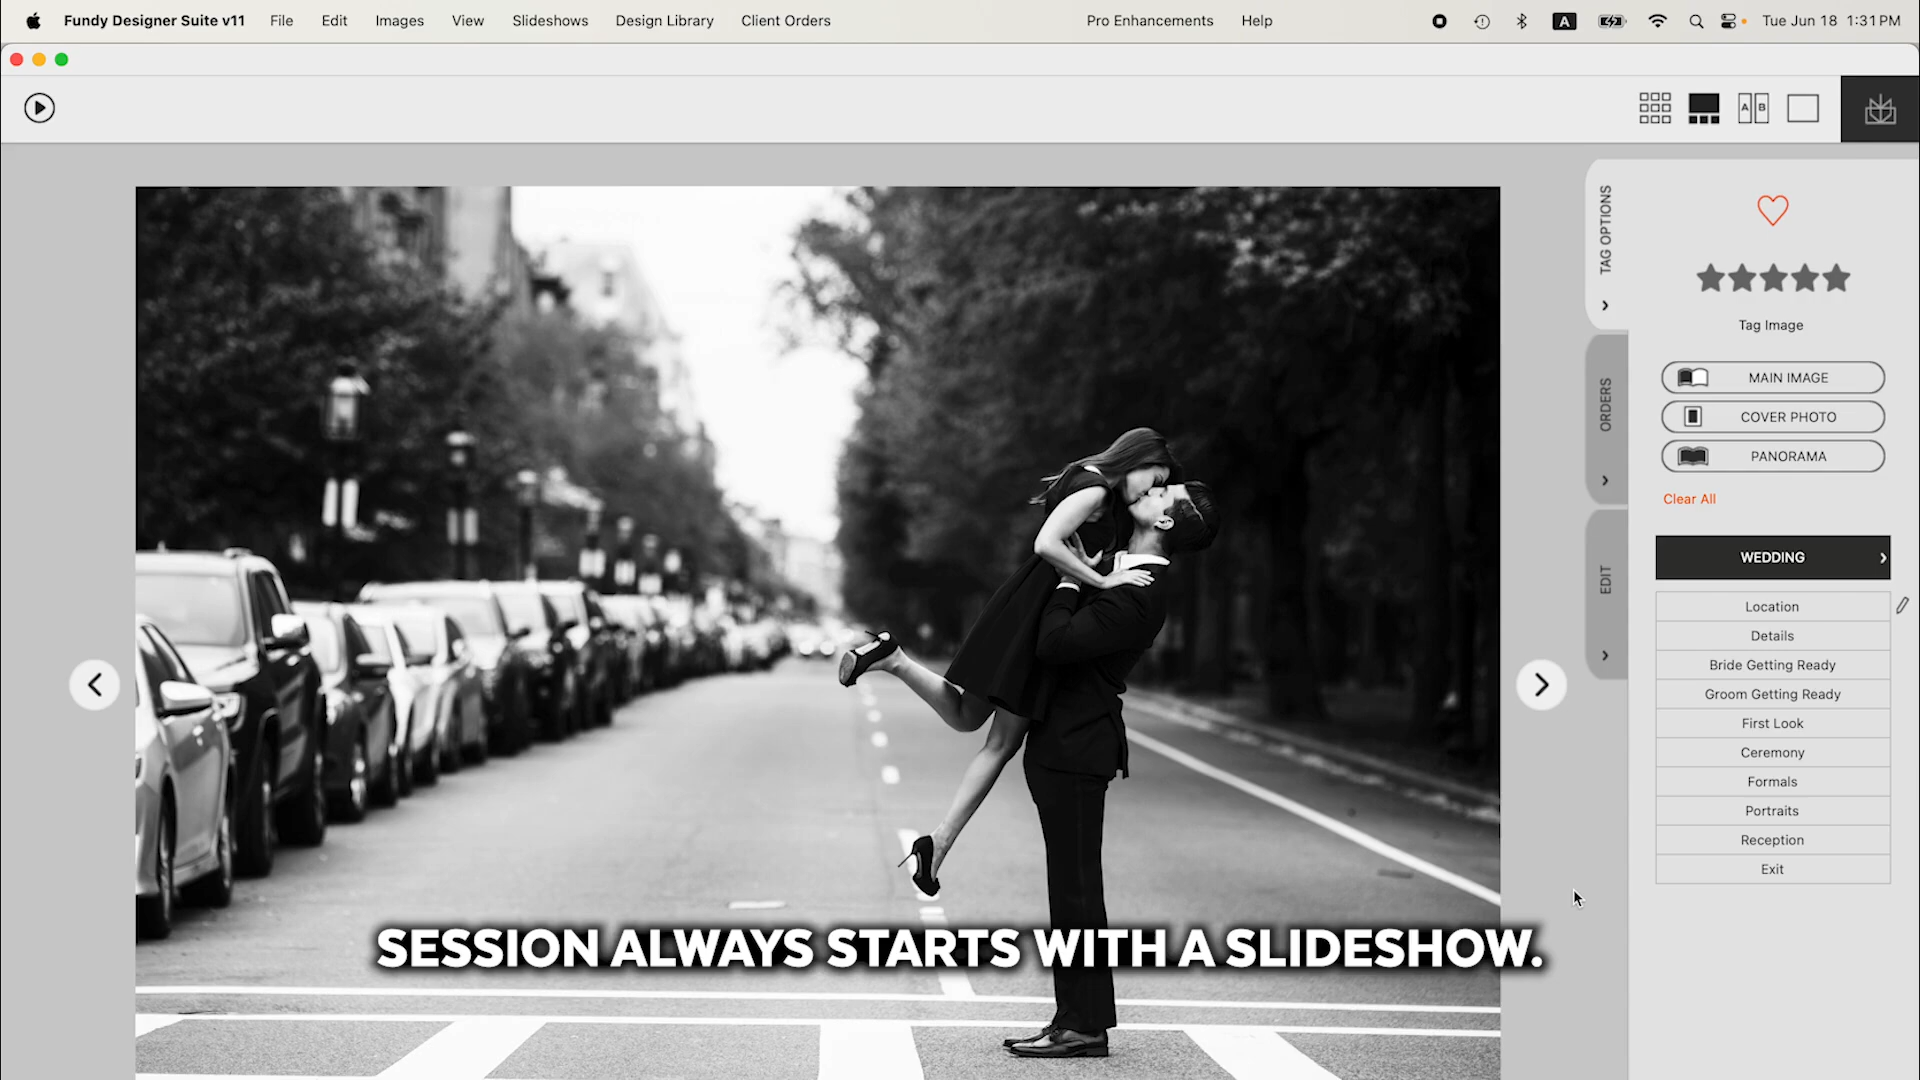 Fundy Designer Suite v11 File Edit Images View Slideshows Design Library Client Orders Pro Enhancements Help A Tue Jun 18 1:31 PM
A B
TAG OPTIONS
Tag Image
MAIN IMAGE
COVER PHOTO
PANORAMA
Clear All
ORDERS
WEDDING
EDIT
Location
Details
Bride Getting Ready
Groom Getting Ready
First Look
Ceremony
Formals
Portraits
Reception
Exit
SESSION ALWAYS STARTS WITH A SLIDESHOW.